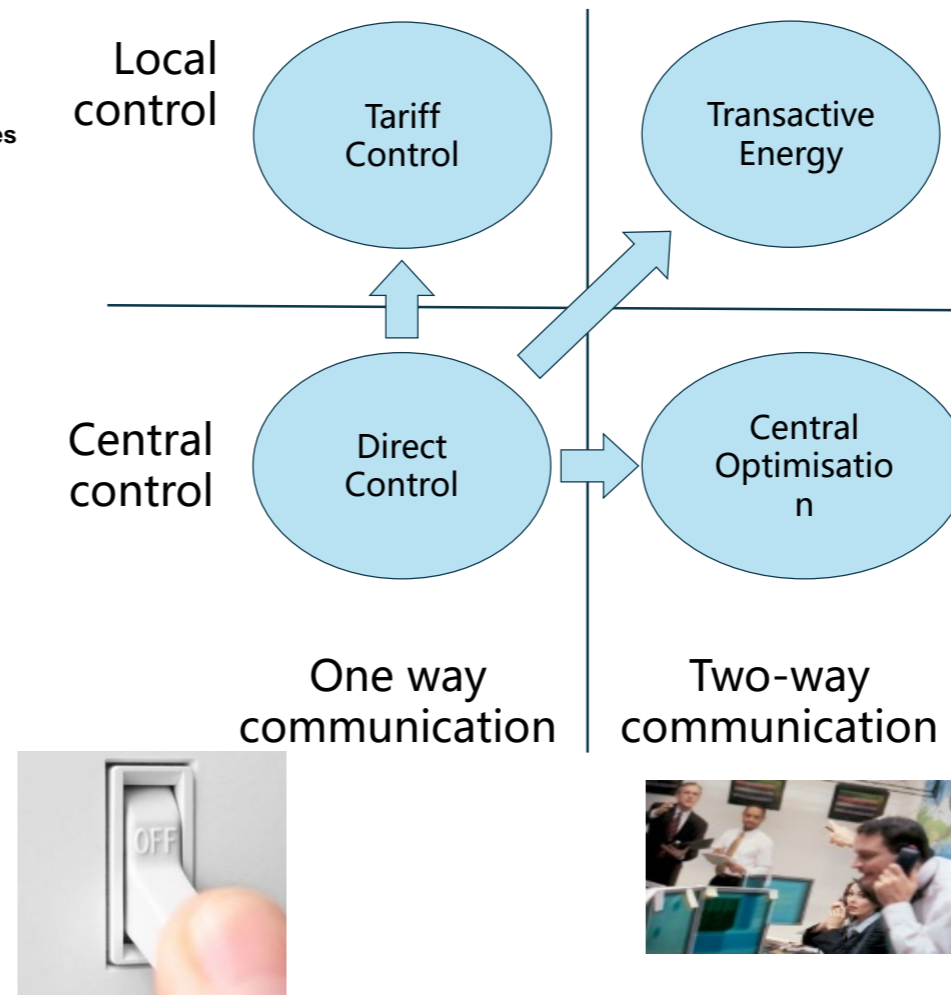 Local
control
es
Tariff
Control
Transactive
Energy
Central
control
Direct
Control
Central
Optimisatio
n
One way
communication
Two-way
communication
OFF